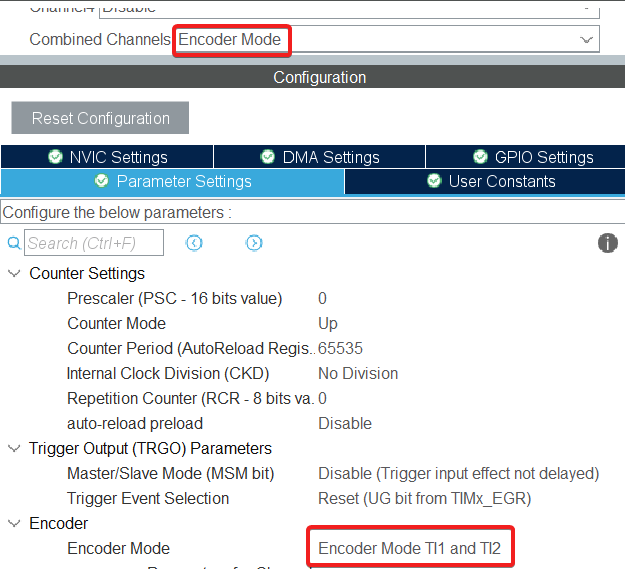 Channel4 Disable
Combined Channels Encoder Mode
Configuration
Reset Configuration
NVIC Settings DMA Settings GPIO Settings
Parameter Settings User Constants
Configure the below parameters :
Search (Ctrl+F)
Counter Settings
Prescaler (PSC - 16 bits value) 0
Counter Mode Up
Counter Period (AutoReload Regis.. 65535
Internal Clock Division (CKD) No Division
Repetition Counter (RCR - 8 bits va.. 0
auto-reload preload Disable
Trigger Output (TRGO) Parameters
Master/Slave Mode (MSM bit) Disable (Trigger input effect not delayed)
Trigger Event Selection Reset (UG bit from TIMx_EGR)
Encoder
Encoder Mode Encoder Mode TI1 and TI2